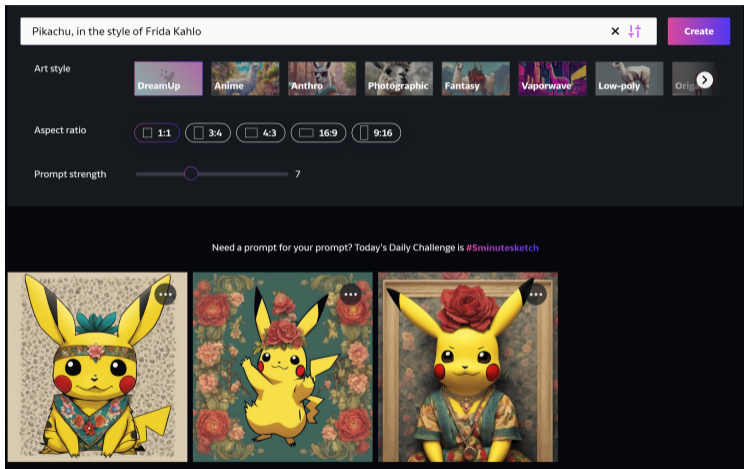 Pikachu, in the style of Frida Kahlo
Create
Art style
DreamUp
Anime
Anthro
Photographic
Fantasy
Vaporwave
Low-poly
Aspect ratio
1:1
3:4
4:3
16:9
9:16
Prompt strength
7
Need a prompt for your prompt? Today's Daily Challenge is #5minutesketch